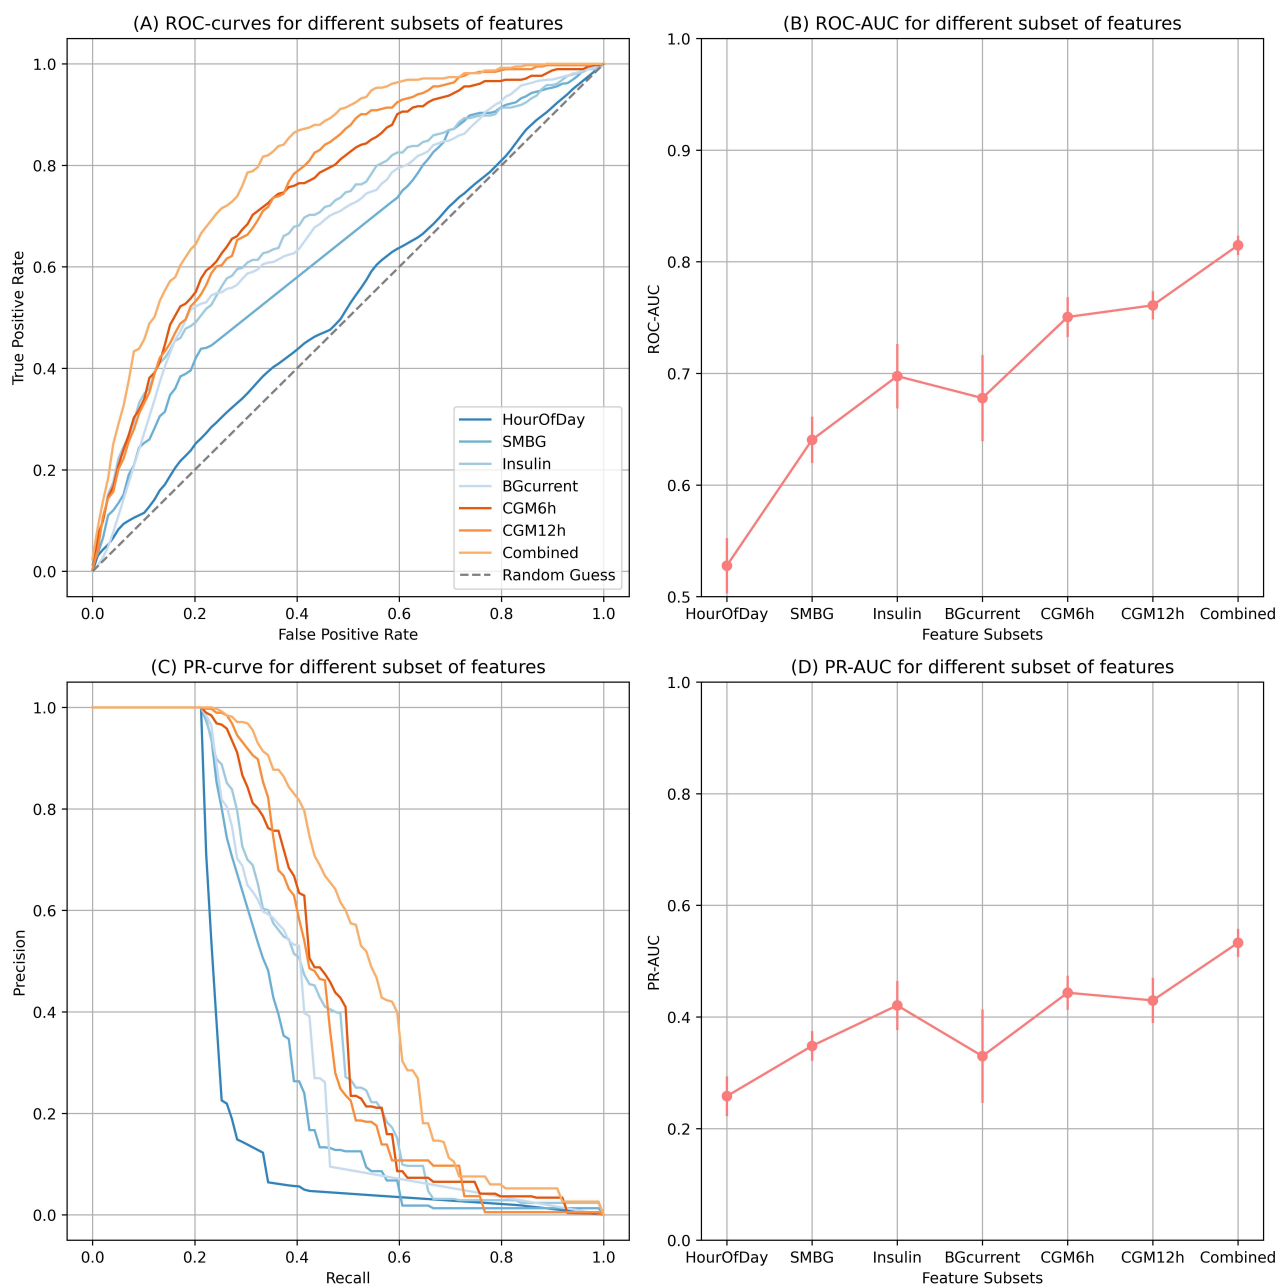 (A) ROC-curves for different subsets of features
True Positive Rate
1.0
0.8
0.6
0.4
0.2
0.0
HourOfDay
SMBG
Insulin
BGcurrent
CGM6h
CGM12h
Combined
Random Guess
0.0 0.2 0.4 0.6 0.8 1.0
False Positive Rate
(B) ROC-AUC for different subset of features
ROC-AUC
1.0
0.9
0.8
0.7
0.6
0.5
HourOfDay SMBG Insulin BGcurrent CGM6h CGM12h Combined
Feature Subsets
(C) PR-curve for different subset of features
Precision
1.0
0.8
0.6
0.4
0.2
0.0
0.0 0.2 0.4 0.6 0.8 1.0
Recall
(D) PR-AUC for different subset of features
PR-AUC
1.0
0.8
0.6
0.4
0.2
0.0
HourOfDay SMBG Insulin BGcurrent CGM6h CGM12h Combined
Feature Subsets